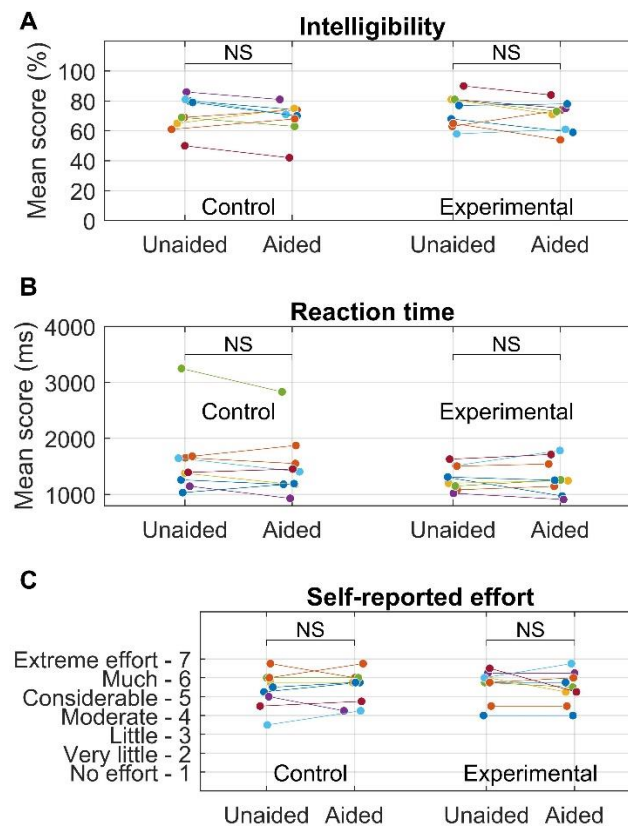 A
Intelligibility
Mean score (%)
100
80
60
40
20
0
NS
NS
Control
Experimental
Unaided Aided Unaided Aided
B
Reaction time
Mean score (ms)
4000
3000
2000
1000
NS
NS
Control
Experimental
Unaided Aided Unaided Aided
C
Self-reported effort
NS
NS
Extreme effort - 7
Much - 6
Considerable - 5
Moderate - 4
Little - 3
Very little - 2
No effort - 1
Control
Experimental
Unaided Aided Unaided Aided